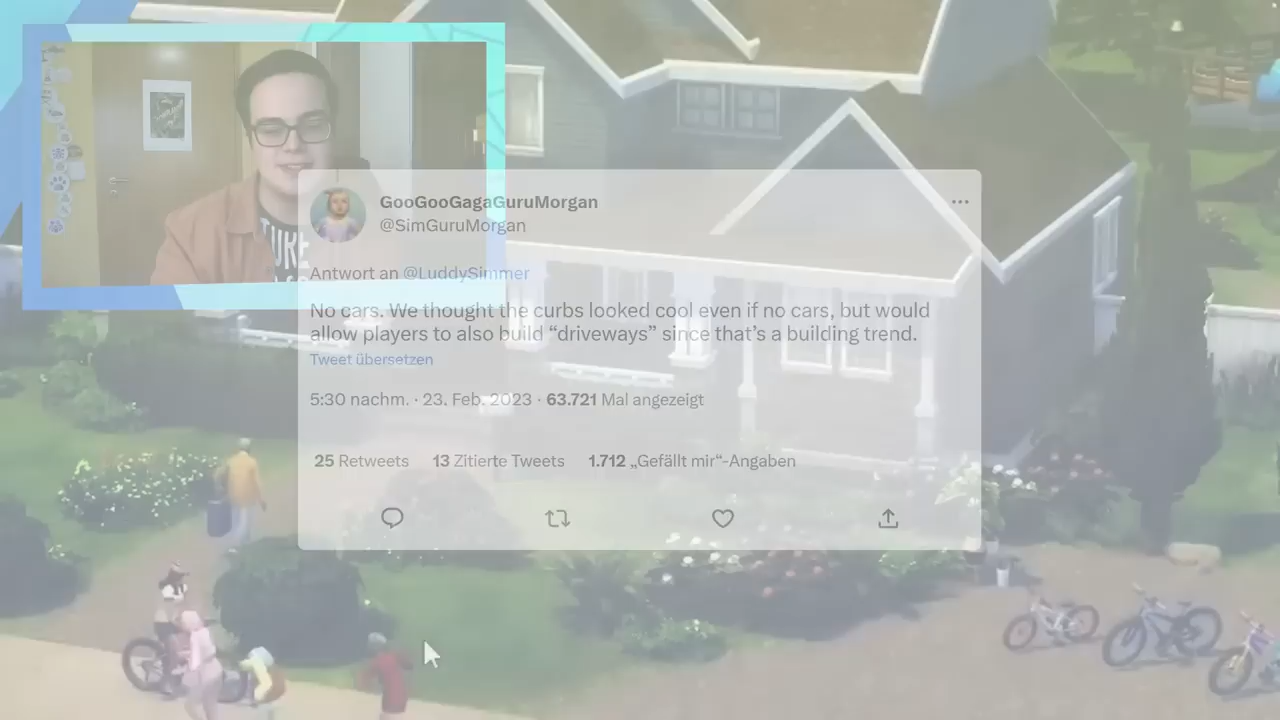 GooGooGagaGuruMorgan
@SimGuruMorgan
Antwort an @LuddySimmer
No cars. We thought the curbs looked cool even if no cars, but would
allow players to also build “driveways” since that’s a building trend.
Tweet übersetzen
5:30 nachm. · 23. Feb. 2023 · 63.721 Mal angezeigt
25 Retweets 13 Zitierte Tweets 1.712 „Gefällt mir“-Angaben